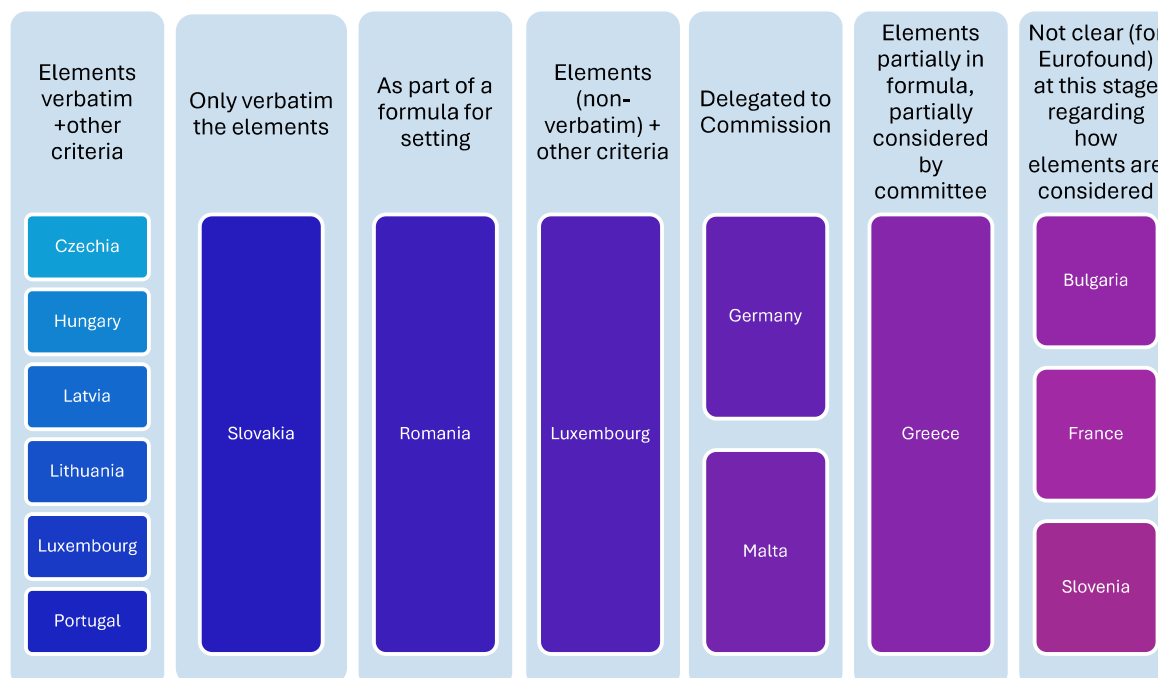 Elements
verbatim
+other
criteria
Czechia
Hungary
Latvia
Lithuania
Luxembourg
Portugal
Only verbatim
the elements
Slovakia
As part of a
formula for
setting
Romania
Elements
(non-
verbatim) +
other criteria
Luxembourg
Delegated to
Commission
Germany
Malta
Elements
partially in
formula,
partially
considered
by
committee
Greece
Not clear (for
Eurofound)
at this stage
regarding
how
elements are
considered
Bulgaria
France
Slovenia